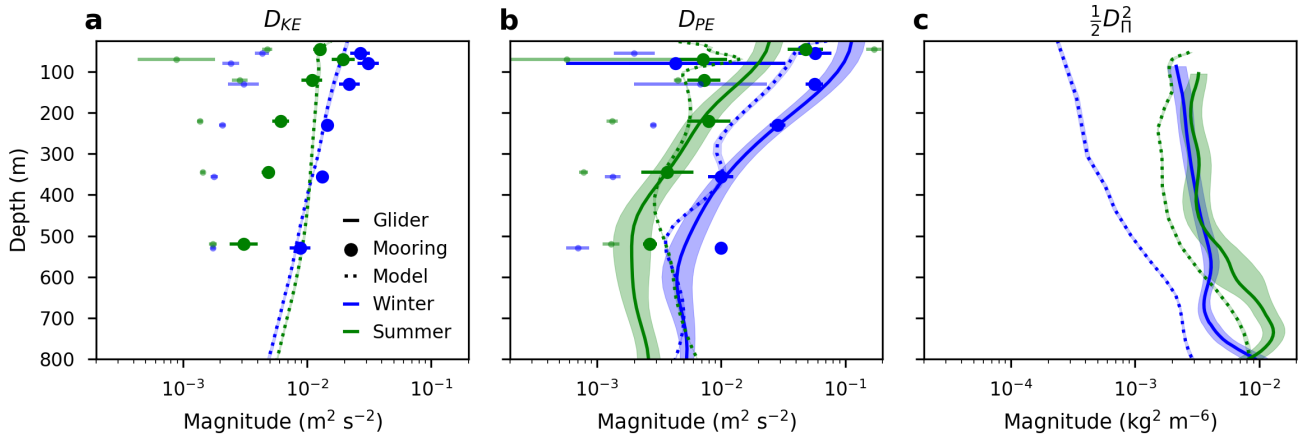 a
D_KE
b
D_PE
c
½D_Π²
Depth (m)
100
200
300
400
500
600
700
800
Glider
Mooring
Model
Winter
Summer
10⁻³
10⁻²
10⁻¹
10⁻³
10⁻²
10⁻¹
10⁻⁴
10⁻³
10⁻²
Magnitude (m² s⁻²)
Magnitude (m² s⁻²)
Magnitude (kg² m⁻⁶)